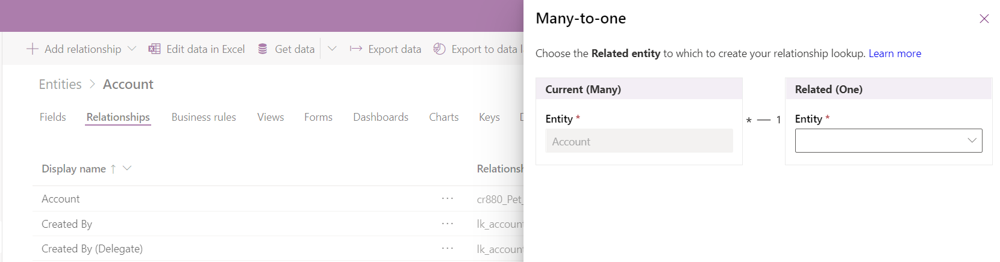 Add relationship Edit data in Excel Get data Export data Export to data
Entities > Account
Fields Relationships Business rules Views Forms Dashboards Charts Keys
Display name ↑ Relationsh
Account ... cr880_Pet_
Created By ... lk_account
Created By (Delegate) ... lk_account
Many-to-one
Choose the Related entity to which to create your relationship lookup. Learn more
Current (Many)
Entity *
Account
* — 1
Related (One)
Entity *